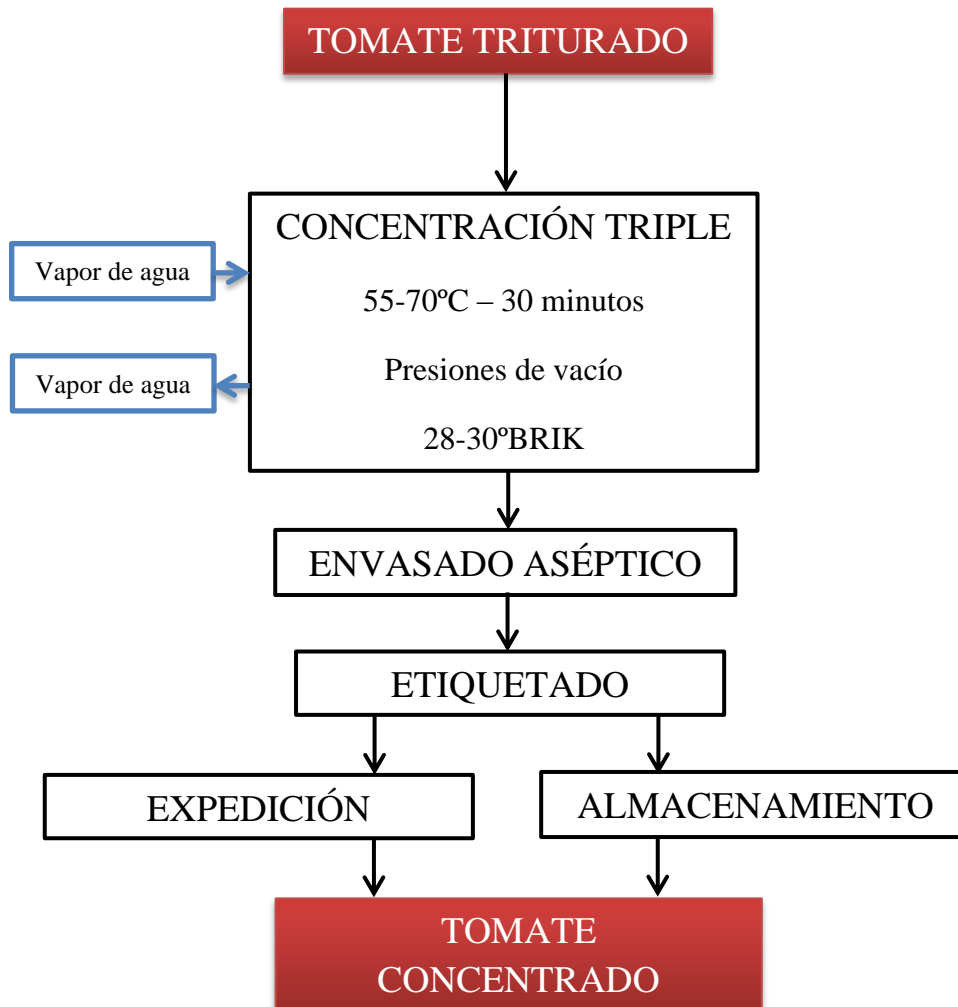 TOMATE TRITURADO
CONCENTRACIÓN TRIPLE
Vapor de agua
55-70ºC – 30 minutos
Presiones de vacío
Vapor de agua
28-30ºBRIK
ENVASADO ASÉPTICO
ETIQUETADO
EXPEDICIÓN
ALMACENAMIENTO
TOMATE
CONCENTRADO